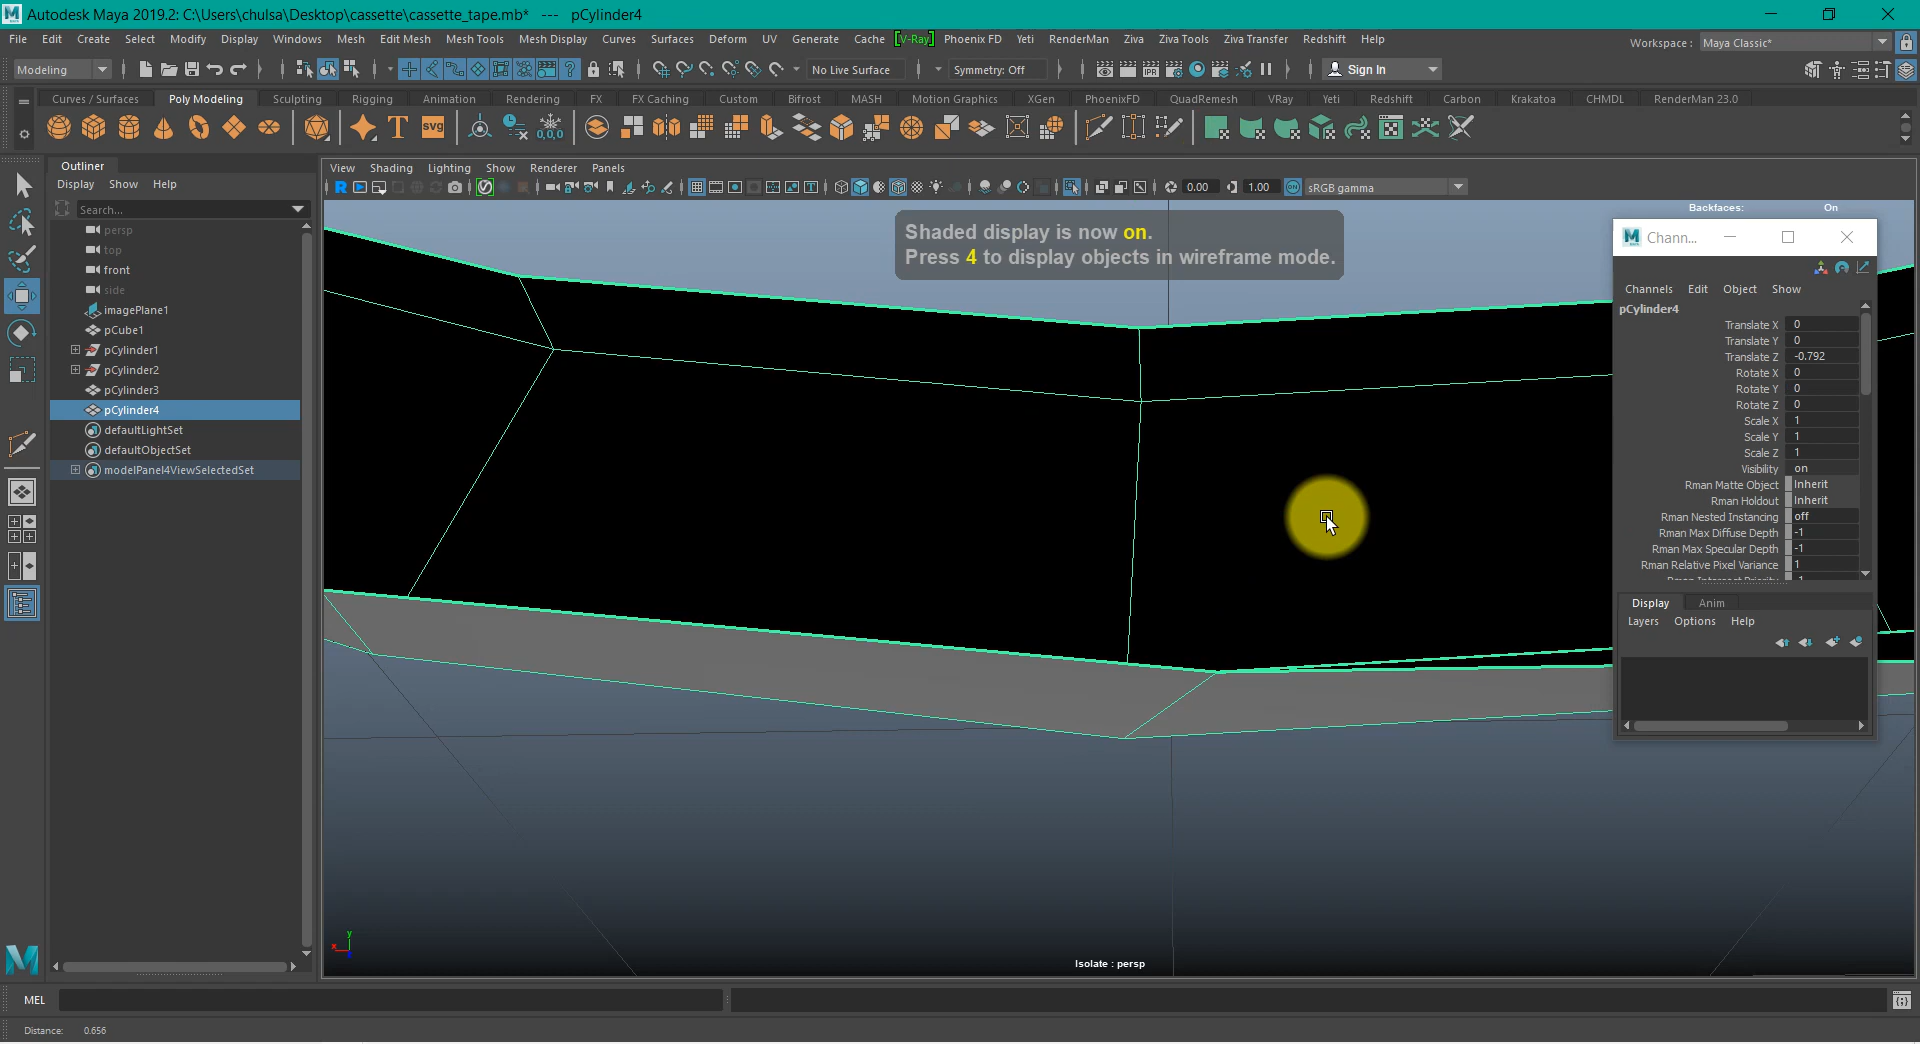 Autodesk Maya 2019.2: C:\Users\chulsa\Desktop\cassette\cassette_tape.mb* --- pCylinder4
File Edit Create Select Modify Display Windows Mesh Edit Mesh Mesh Tools Mesh Display Curves Surfaces Deform UV Generate Cache [V-Ray] Phoenix FD Yeti RenderMan Ziva Ziva Tools Ziva Transfer Redshift Help
Workspace : Maya Classic*
Modeling No Live Surface Symmetry: Off Sign In
Curves / Surfaces Poly Modeling Sculpting Rigging Animation Rendering FX FX Caching Custom Bifrost MASH Motion Graphics XGen PhoenixFD QuadRemesh VRay Yeti Redshift Carbon Krakatoa CHMDL RenderMan 23.0
Outliner
Display Show Help
Search...
persp
top
front
side
imagePlane1
pCube1
pCylinder1
pCylinder2
pCylinder3
pCylinder4
defaultLightSet
defaultObjectSet
modelPanel4ViewSelectedSet
View Shading Lighting Show Renderer Panels
0.00 1.00 sRGB gamma
Backfaces: On
Shaded display is now on.
Press 4 to display objects in wireframe mode.
Chann...
Channels Edit Object Show
pCylinder4
Translate X 0
Translate Y 0
Translate Z -0.792
Rotate X 0
Rotate Y 0
Rotate Z 0
Scale X 1
Scale Y 1
Scale Z 1
Visibility on
Rman Matte Object Inherit
Rman Holdout Inherit
Rman Nested Instancing off
Rman Max Diffuse Depth -1
Rman Max Specular Depth -1
Rman Relative Pixel Variance 1
Display Anim
Layers Options Help
y
x
Isolate : persp
MEL
Distance: 0.656